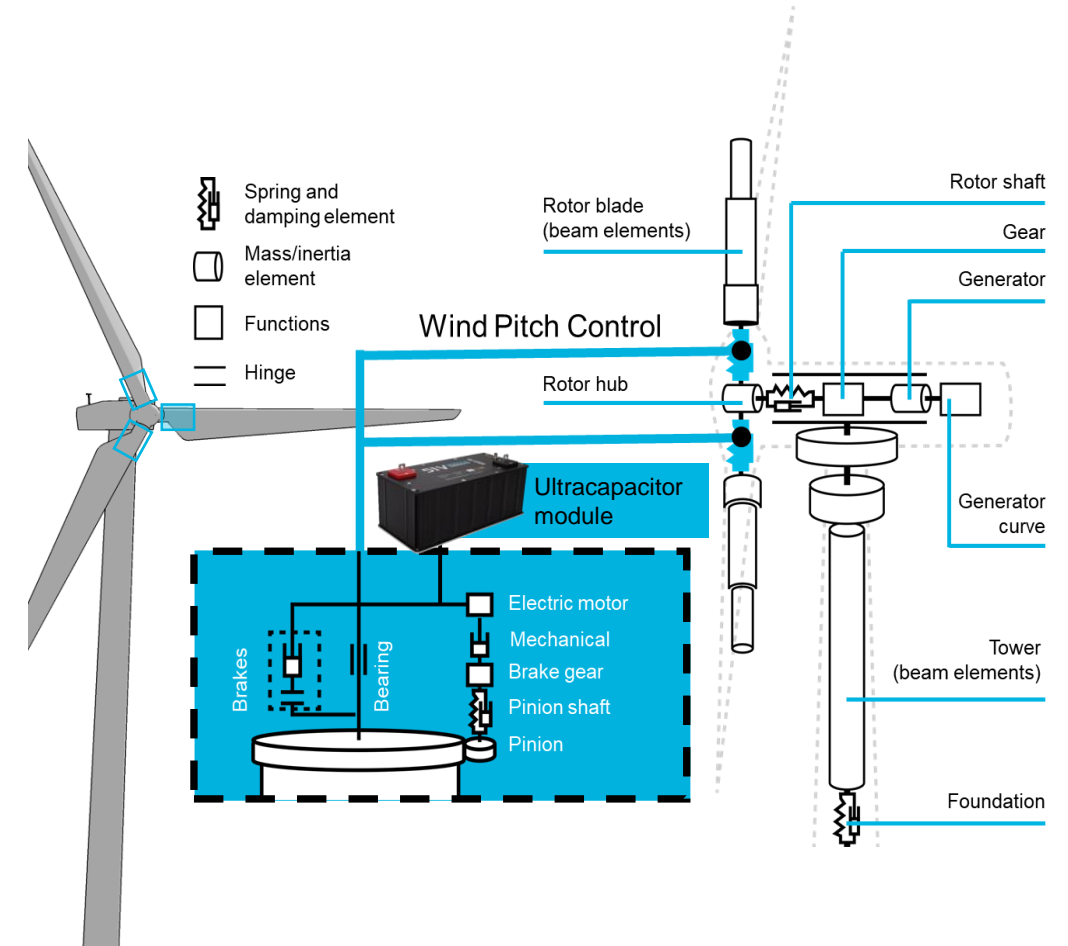 Spring and
damping element
Mass/inertia
element
Functions
Hinge
Rotor blade
(beam elements)
Rotor shaft
Gear
Generator
Wind Pitch Control
Rotor hub
Ultracapacitor
module
Generator
curve
Electric motor
Mechanical
Brake gear
Pinion shaft
Pinion
Brakes
Bearing
Tower
(beam elements)
Foundation